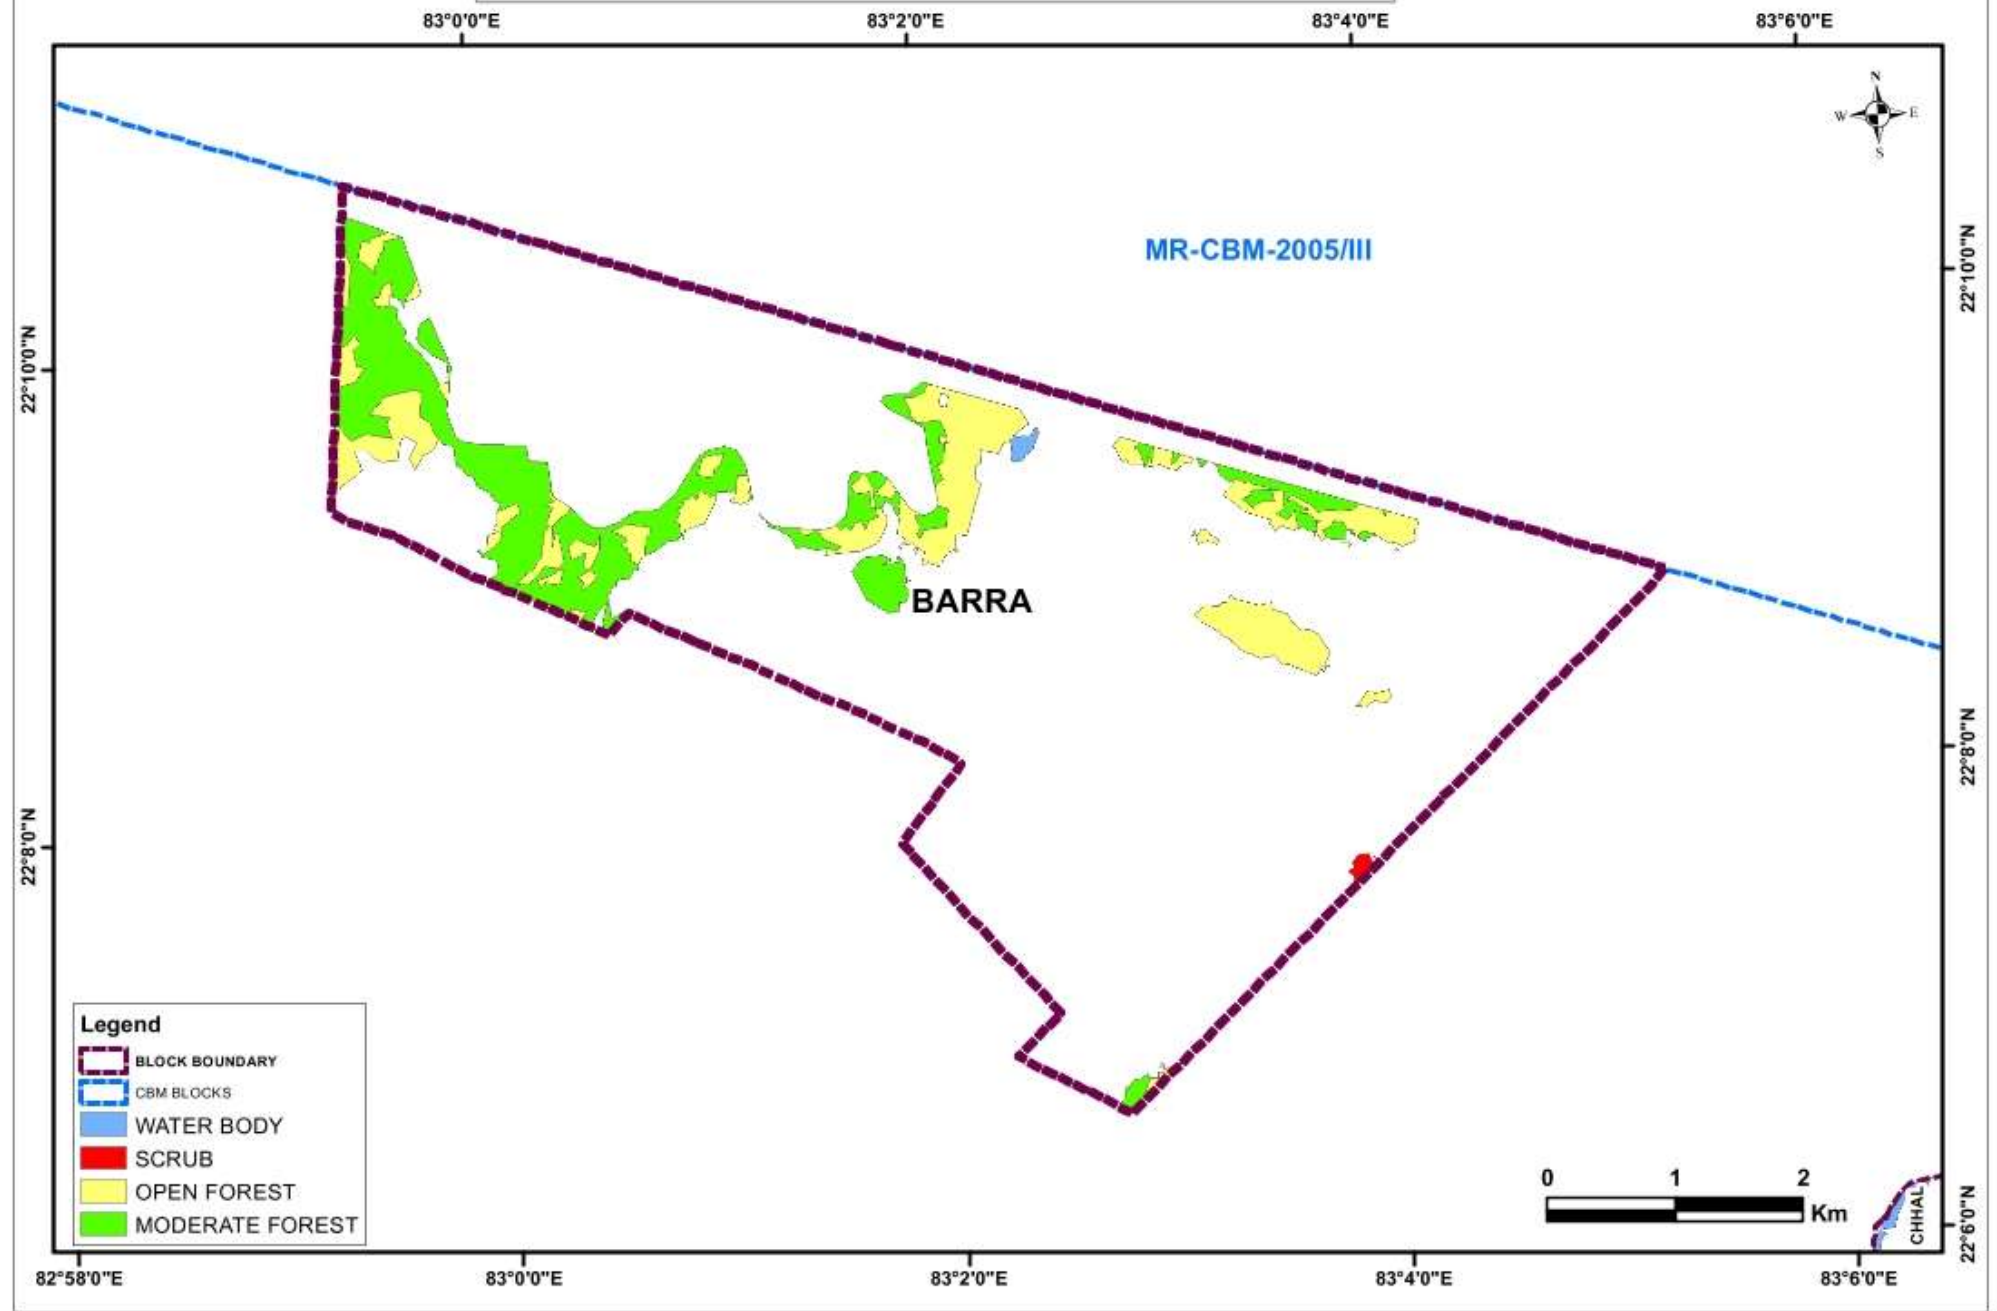 83°0'0"E
83°2'0"E
83°4'0"E
83°6'0"E
N
W
E
S
MR-CBM-2005/III
22°10'0"N
22°10'0"N
BARRA
22°8'0"N
22°8'0"N
Legend
BLOCK BOUNDARY
CBM BLOCKS
WATER BODY
SCRUB
OPEN FOREST
MODERATE FOREST
0 1 2
Km
CHHAL
22°6'0"N
82°58'0"E
83°0'0"E
83°2'0"E
83°4'0"E
83°6'0"E